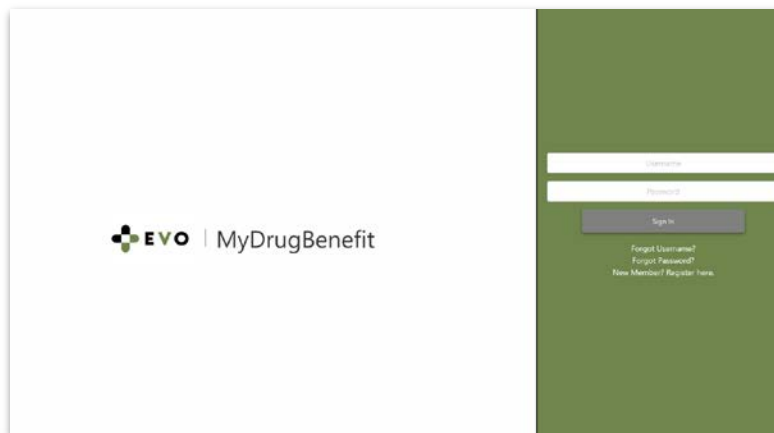 EVO | MyDrugBenefit
Username
Password
Sign In
Forgot Username?
Forgot Password?
New Member? Register here.